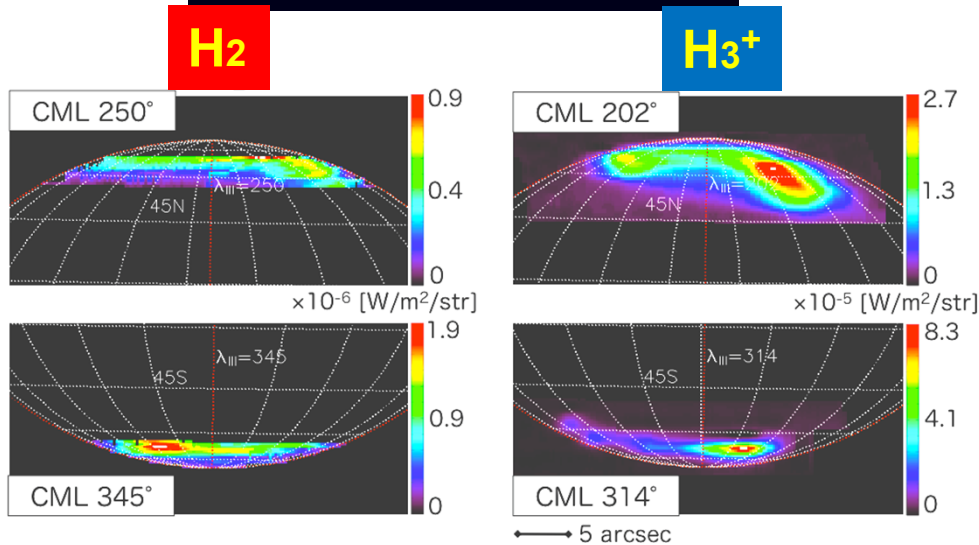 H2
H3+
CML 250°
0.9
0.4
0
λIII=250
45N
CML 202°
2.7
1.3
0
45N
×10-6 [W/m2/str]
×10-5 [W/m2/str]
1.9
0.9
0
λIII=345
45S
CML 345°
8.3
4.1
0
λIII=314
45S
CML 314°
5 arcsec